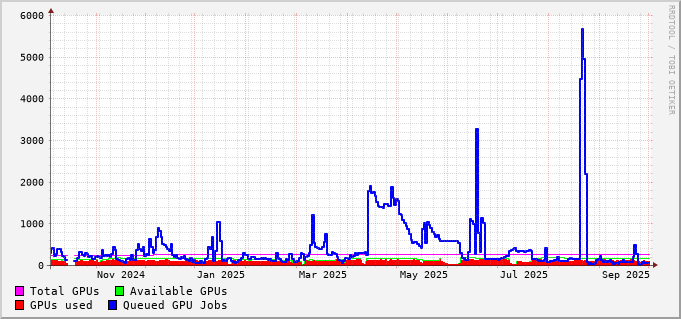 RRDTOOL / TOBI OETIKER
6000
5000
4000
3000
2000
1000
0
Nov 2024 Jan 2025 Mar 2025 May 2025 Jul 2025 Sep 2025
Total GPUs Available GPUs
GPUs used Queued GPU Jobs